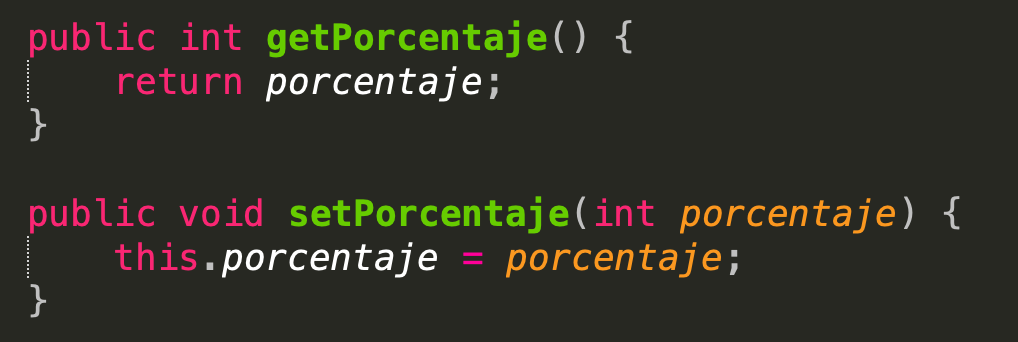 public int getPorcentaje() {
    return porcentaje;
}

public void setPorcentaje(int porcentaje) {
    this.porcentaje = porcentaje;
}